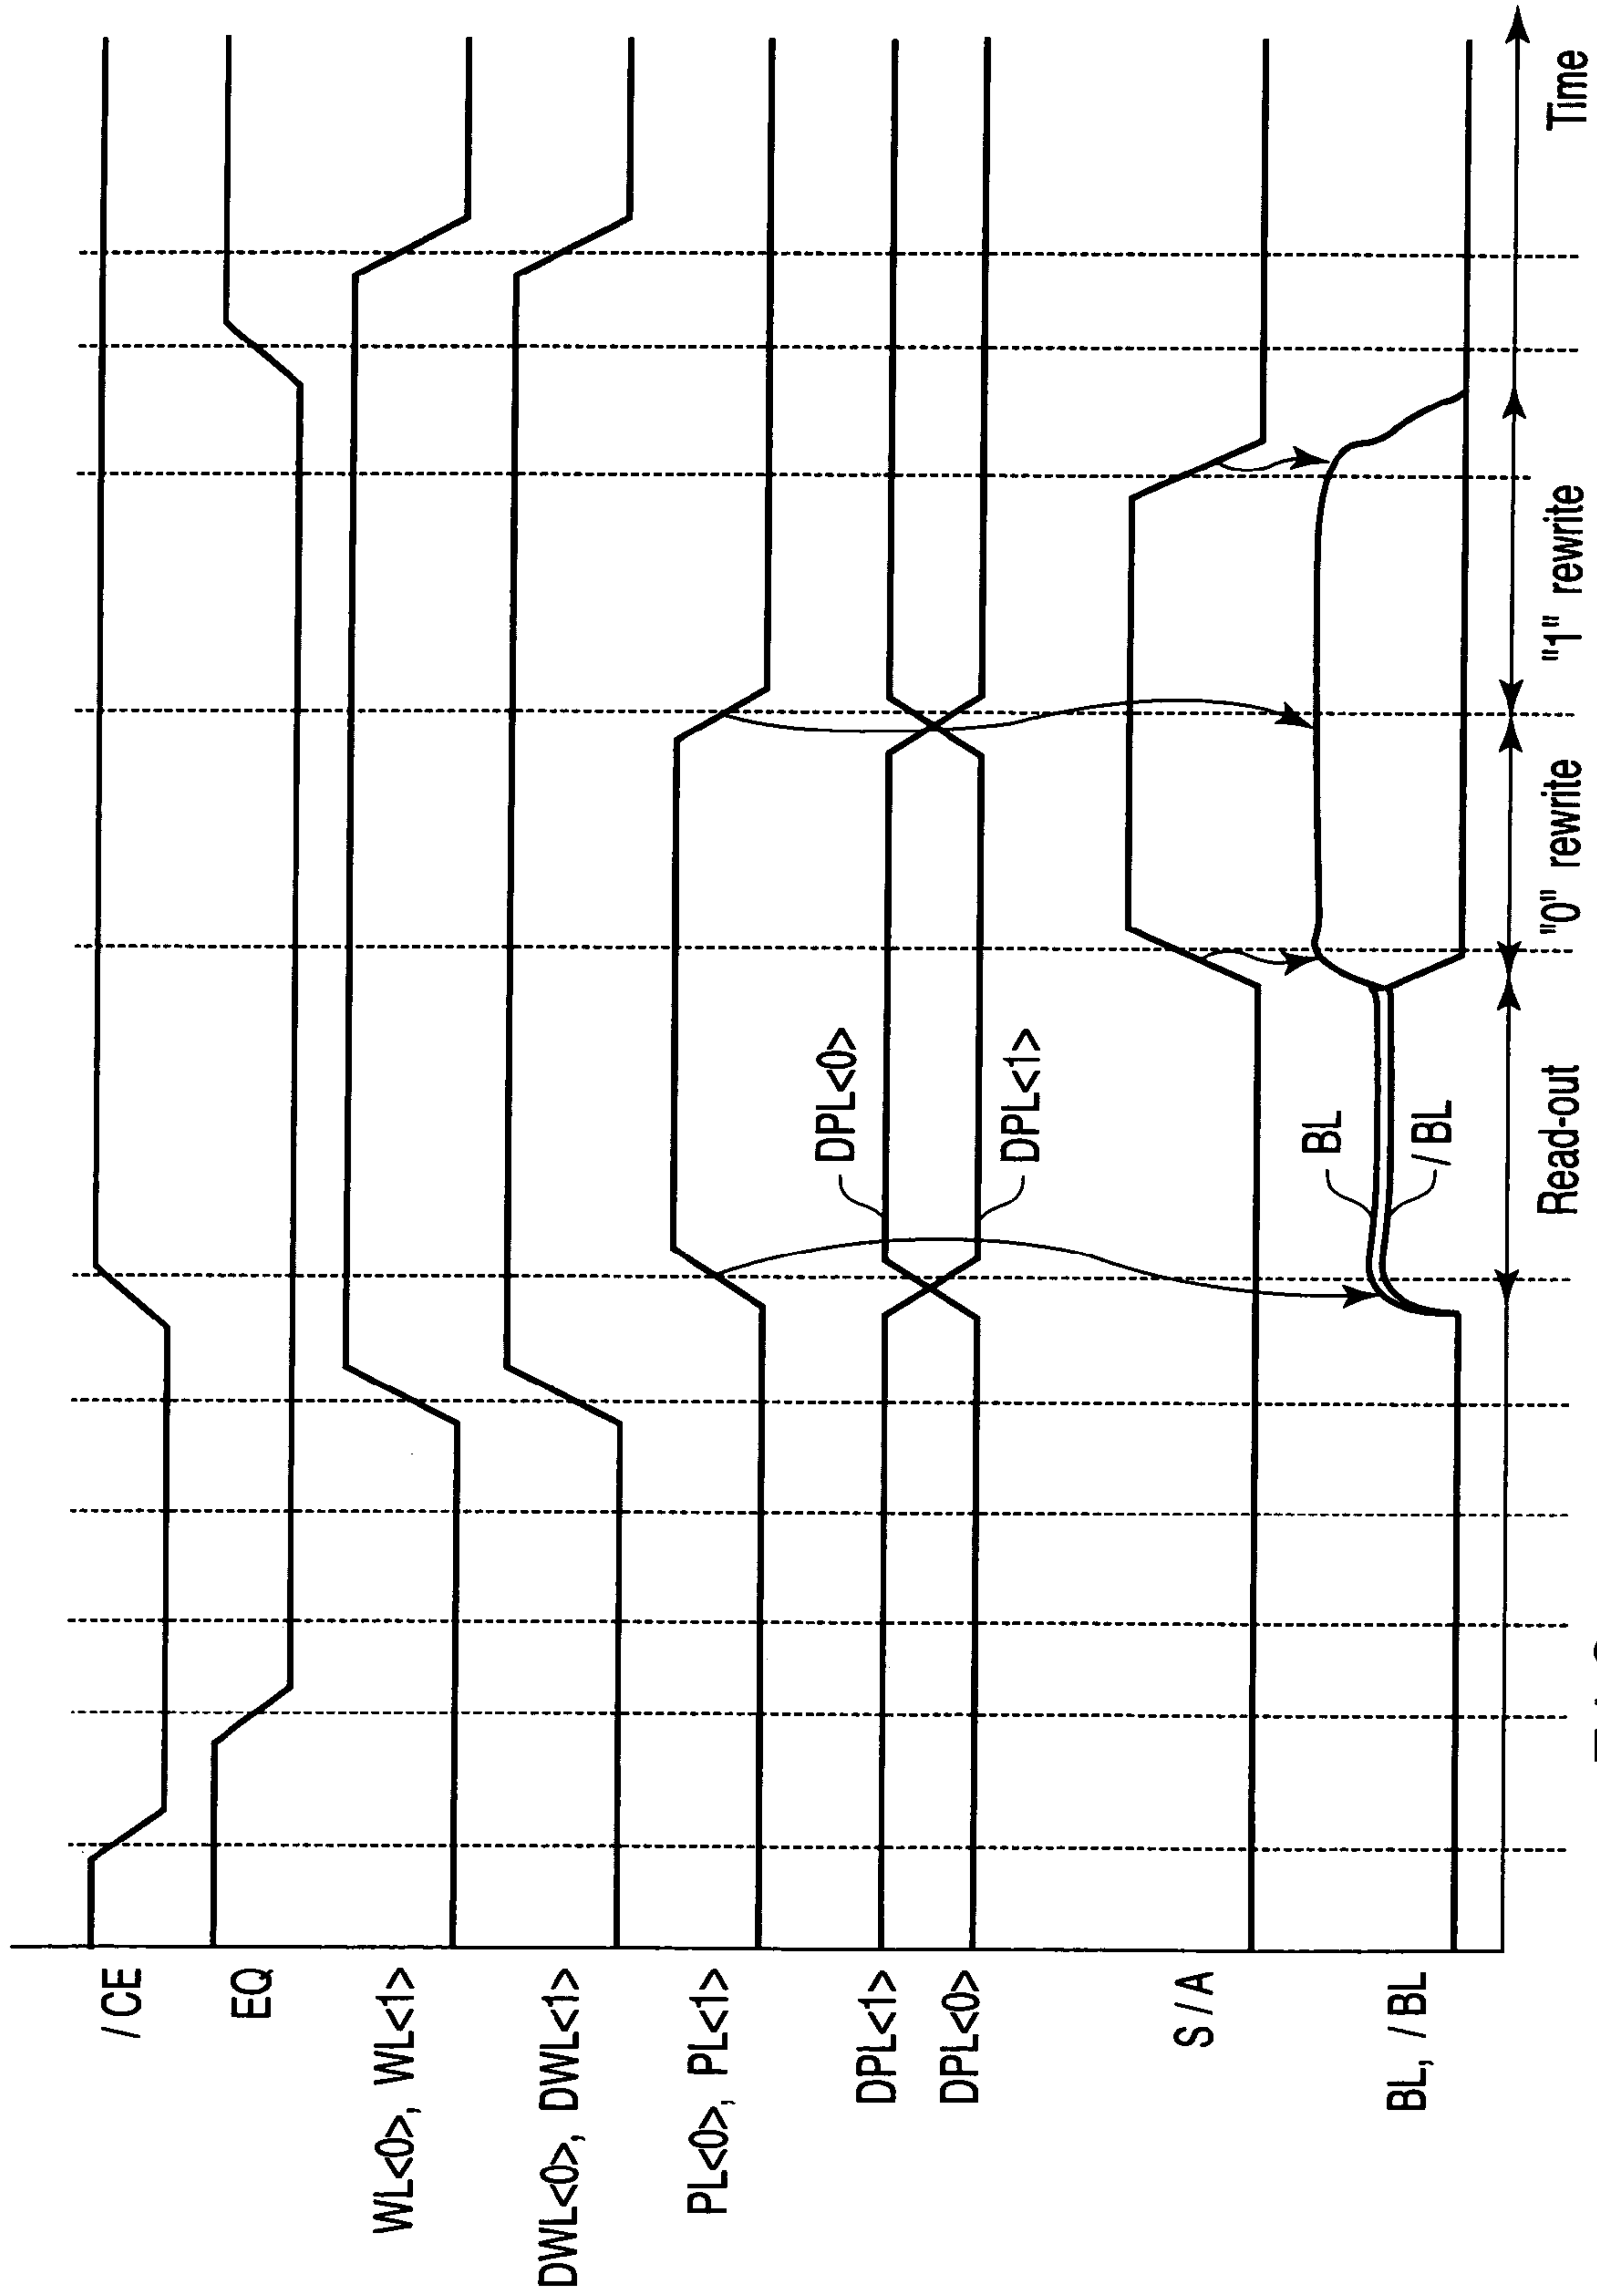 / CE
EQ
WL<0>, WL<1>
DWL<0>, DWL<1>
PL<0>, PL<1>
DPL<1>
DPL<0>
S / A
BL, / BL
DPL<0>
DPL<1>
BL
/ BL
Read-out
"0" rewrite
"1" rewrite
Time